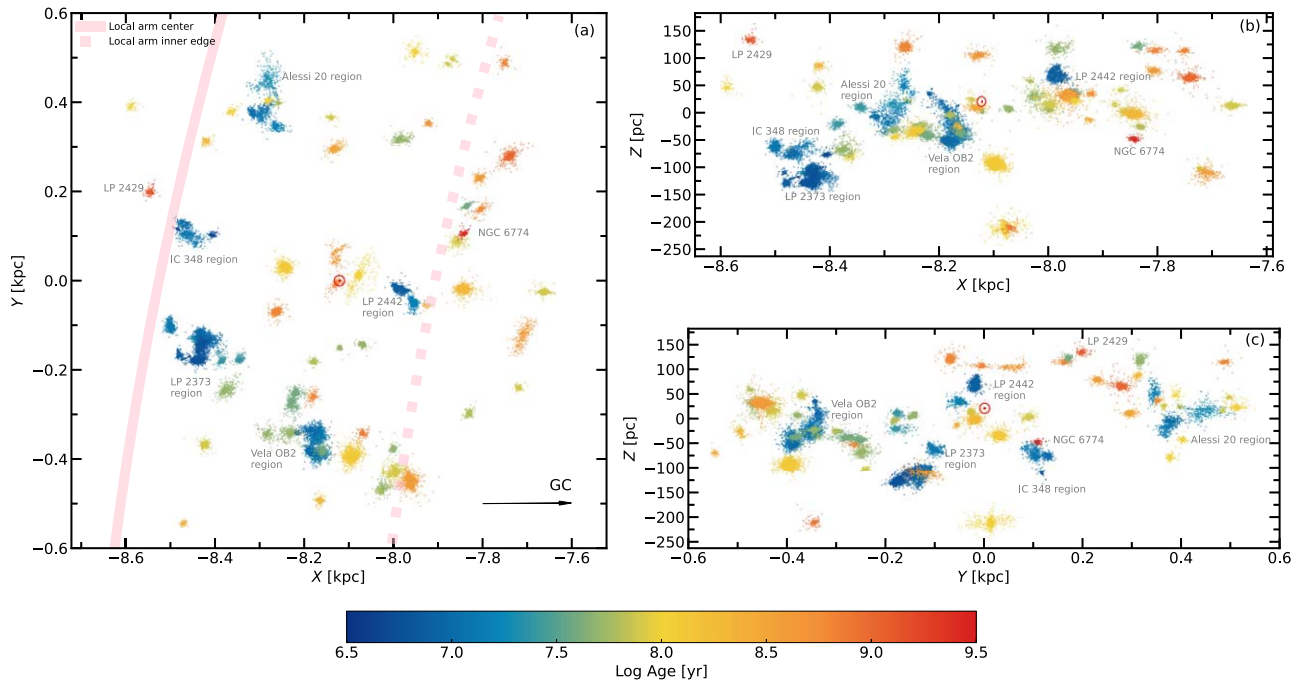 Local arm center
Local arm inner edge
(a)
Alessi 20 region
LP 2429
IC 348 region
NGC 6774
LP 2442
region
LP 2373
region
Vela OB2
region
GC
0.6
0.4
0.2
0.0
−0.2
−0.4
−0.6
Y [kpc]
−8.6 −8.4 −8.2 −8.0 −7.8
X [kpc]
(b)
LP 2429
Alessi 20
region
LP 2442 region
IC 348 region
Vela OB2
region
NGC 6774
LP 2373 region
150
100
50
0
−50
−100
−150
−200
−250
Z [pc]
−8.6 −8.4 −8.2 −8.0 −7.8 −7.6
X [kpc]
(c)
LP 2429
LP 2442
region
Vela OB2
region
NGC 6774
Alessi 20 region
LP 2373
region
IC 348 region
150
100
50
0
−50
−100
−150
−200
−250
Z [pc]
−0.6 −0.4 −0.2 0.0 0.2 0.4 0.6
Y [kpc]
6.5 7.0 7.5 8.0 8.5 9.0 9.5
Log Age [yr]